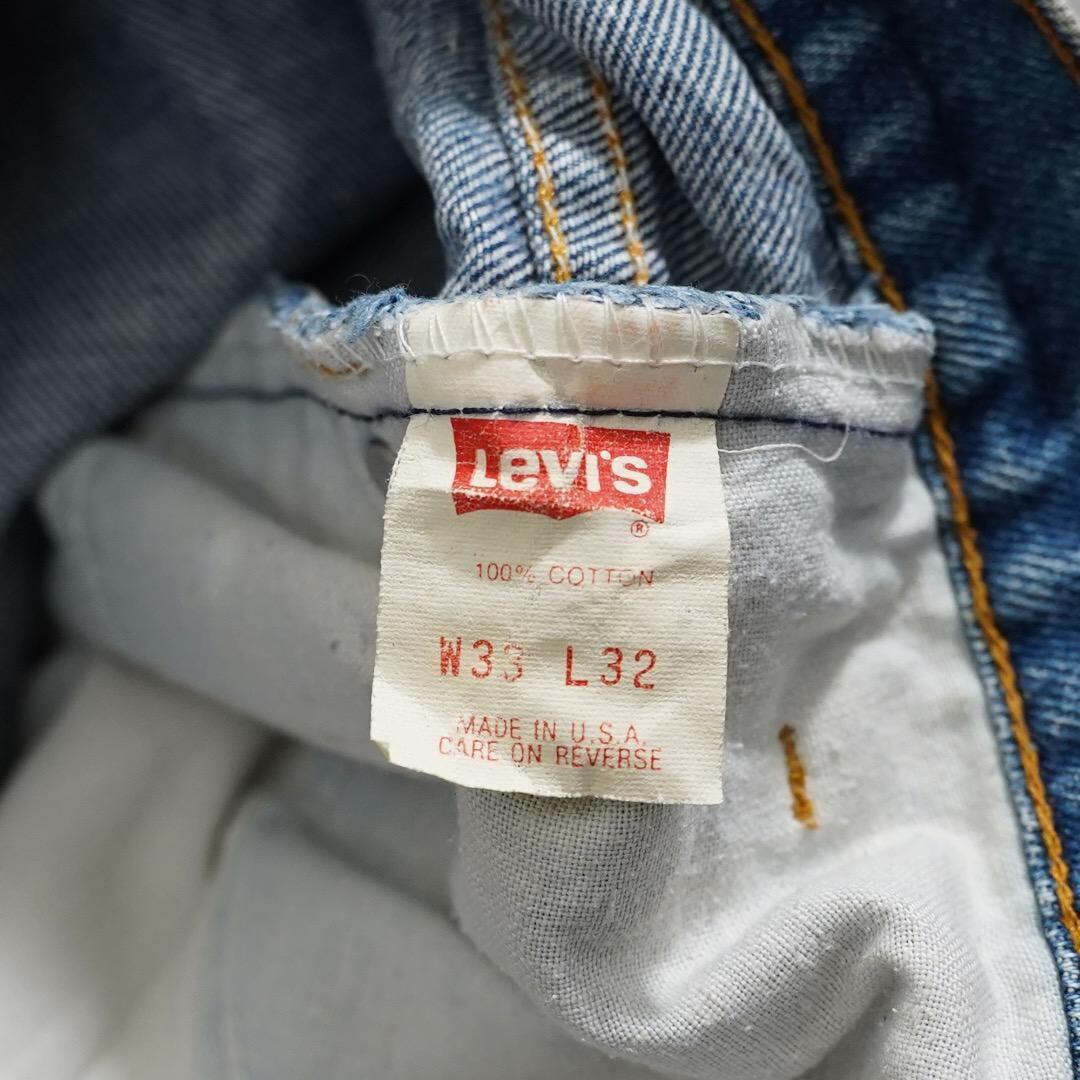 Levi's
®
100% COTTON
W33 L32
MADE IN U.S.A.
CARE ON REVERSE